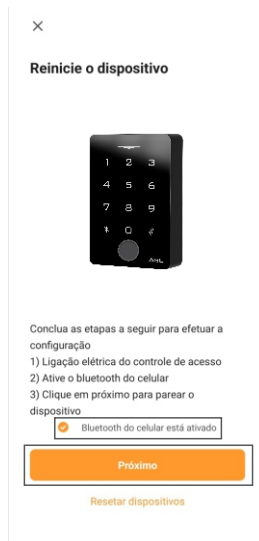 ×
Reinicie o dispositivo
1 2 3
4 5 6
7 8 9
* 0 #
AGL
Conclua as etapas a seguir para efetuar a
configuração
1) Ligação elétrica do controle de acesso
2) Ative o bluetooth do celular
3) Clique em próximo para parear o
dispositivo
Bluetooth do celular está ativado
Próximo
Resetar dispositivos